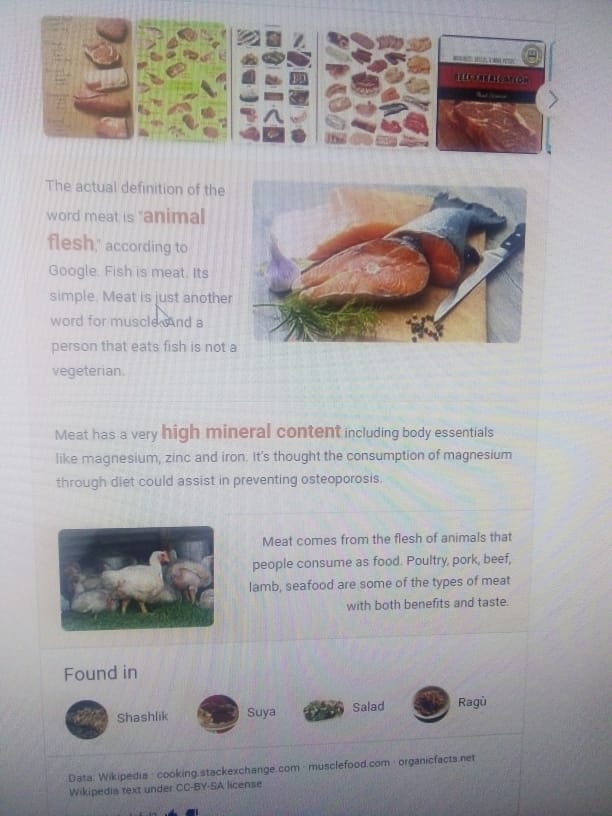 BEEF FABRICATION
The actual definition of the
word meat is "animal
flesh," according to
Google. Fish is meat. Its
simple. Meat is just another
word for muscle. And a
person that eats fish is not a
vegeterian.
Meat has a very high mineral content including body essentials
like magnesium, zinc and iron. It's thought the consumption of magnesium
through diet could assist in preventing osteoporosis.
Meat comes from the flesh of animals that
people consume as food. Poultry, pork, beef,
lamb, seafood are some of the types of meat
with both benefits and taste.
Found in
Shashlik
Suya
Salad
Ragù
Data: Wikipedia · cooking.stackexchange.com · musclefood.com · organicfacts.net
Wikipedia text under CC-BY-SA license